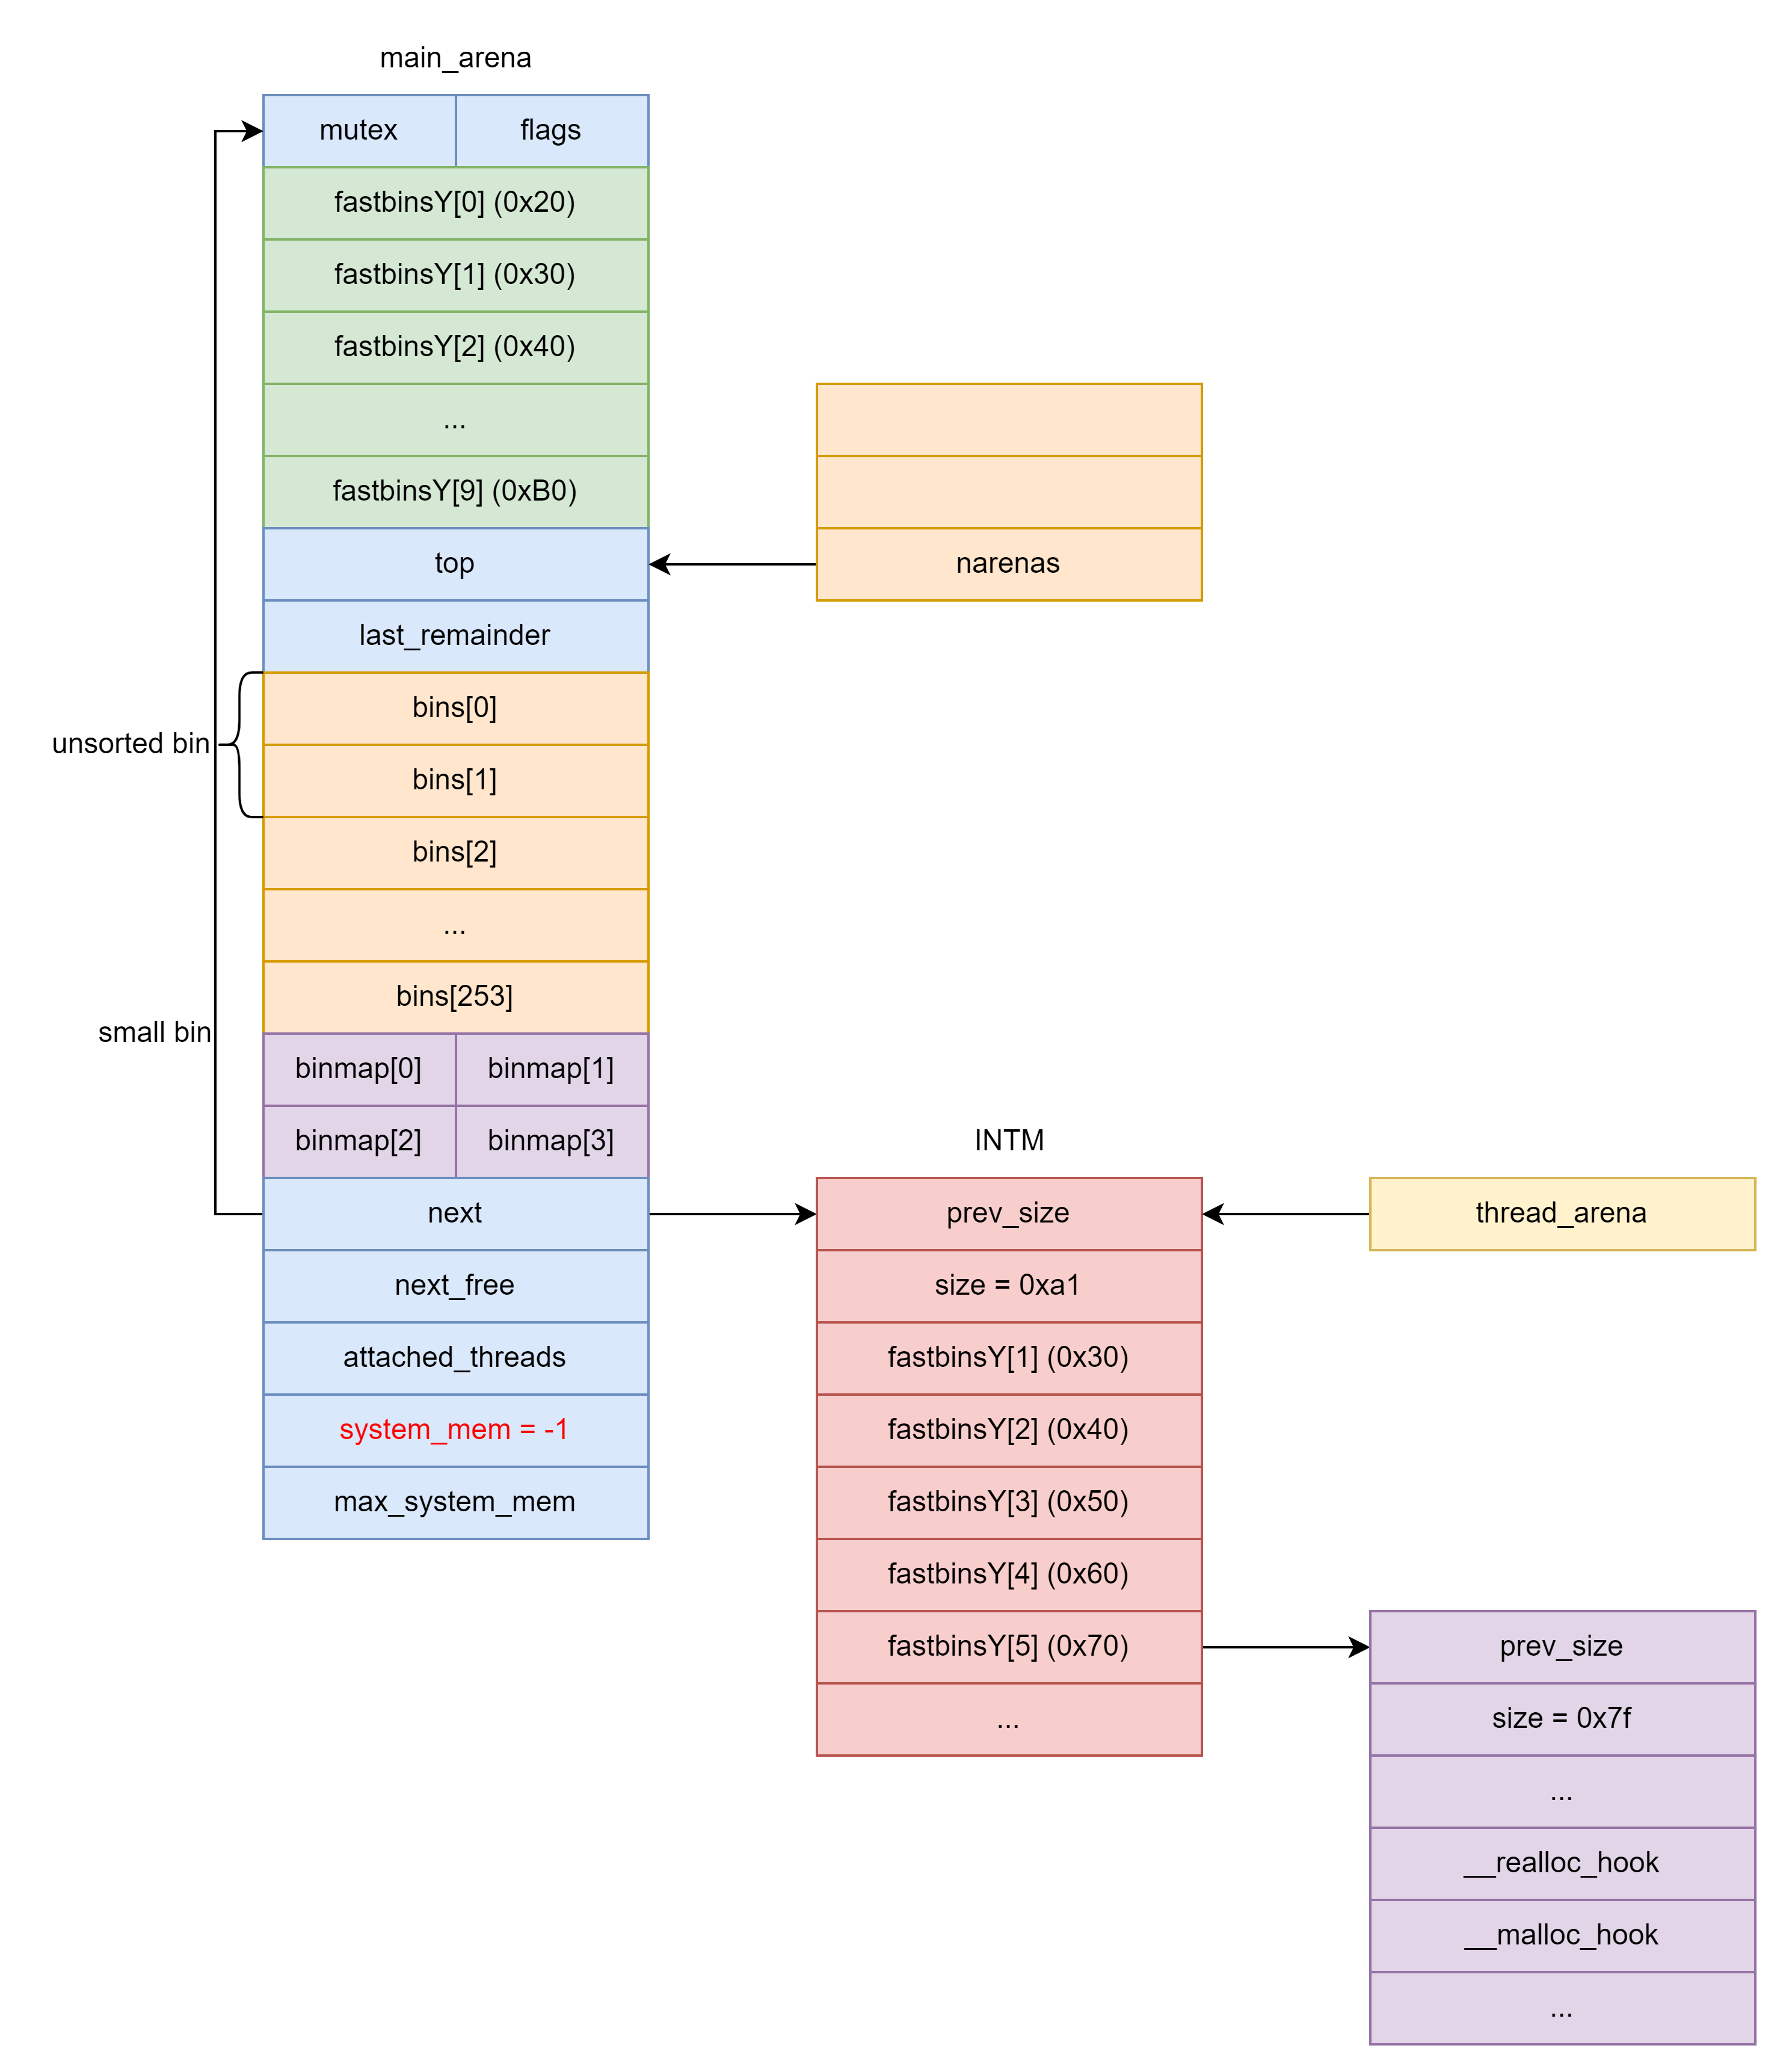 main_arena
mutex
flags
fastbinsY[0] (0x20)
fastbinsY[1] (0x30)
fastbinsY[2] (0x40)
...
fastbinsY[9] (0xB0)
top
narenas
last_remainder
bins[0]
unsorted bin
bins[1]
bins[2]
...
bins[253]
small bin
binmap[0]
binmap[1]
binmap[2]
binmap[3]
next
next_free
attached_threads
system_mem = -1
max_system_mem
INTM
prev_size
size = 0xa1
fastbinsY[1] (0x30)
fastbinsY[2] (0x40)
fastbinsY[3] (0x50)
fastbinsY[4] (0x60)
fastbinsY[5] (0x70)
...
thread_arena
prev_size
size = 0x7f
...
__realloc_hook
__malloc_hook
...